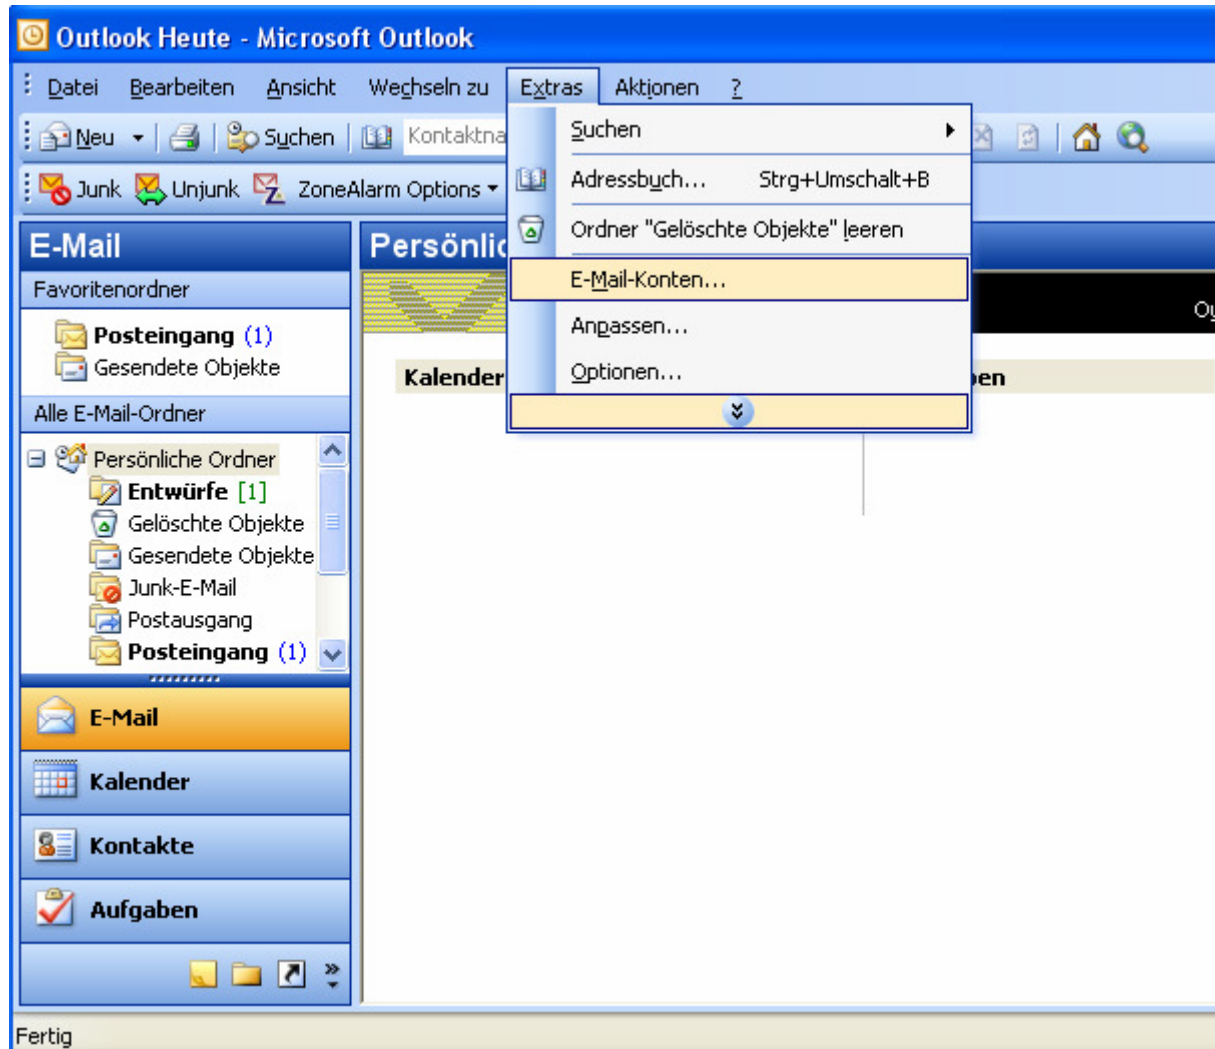 Outlook Heute - Microsoft Outlook
Datei Bearbeiten Ansicht Wechseln zu Extras Aktionen ?
Neu Suchen Kontaktna
Junk Unjunk ZoneAlarm Options
Suchen
Adressbuch... Strg+Umschalt+B
Ordner "Gelöschte Objekte" leeren
E-Mail-Konten...
Anpassen...
Optionen...
E-Mail
Favoritenordner
Posteingang (1)
Gesendete Objekte
Alle E-Mail-Ordner
Persönliche Ordner
Entwürfe [1]
Gelöschte Objekte
Gesendete Objekte
Junk-E-Mail
Postausgang
Posteingang (1)
E-Mail
Kalender
Kontakte
Aufgaben
Persönlic
Kalender
Fertig